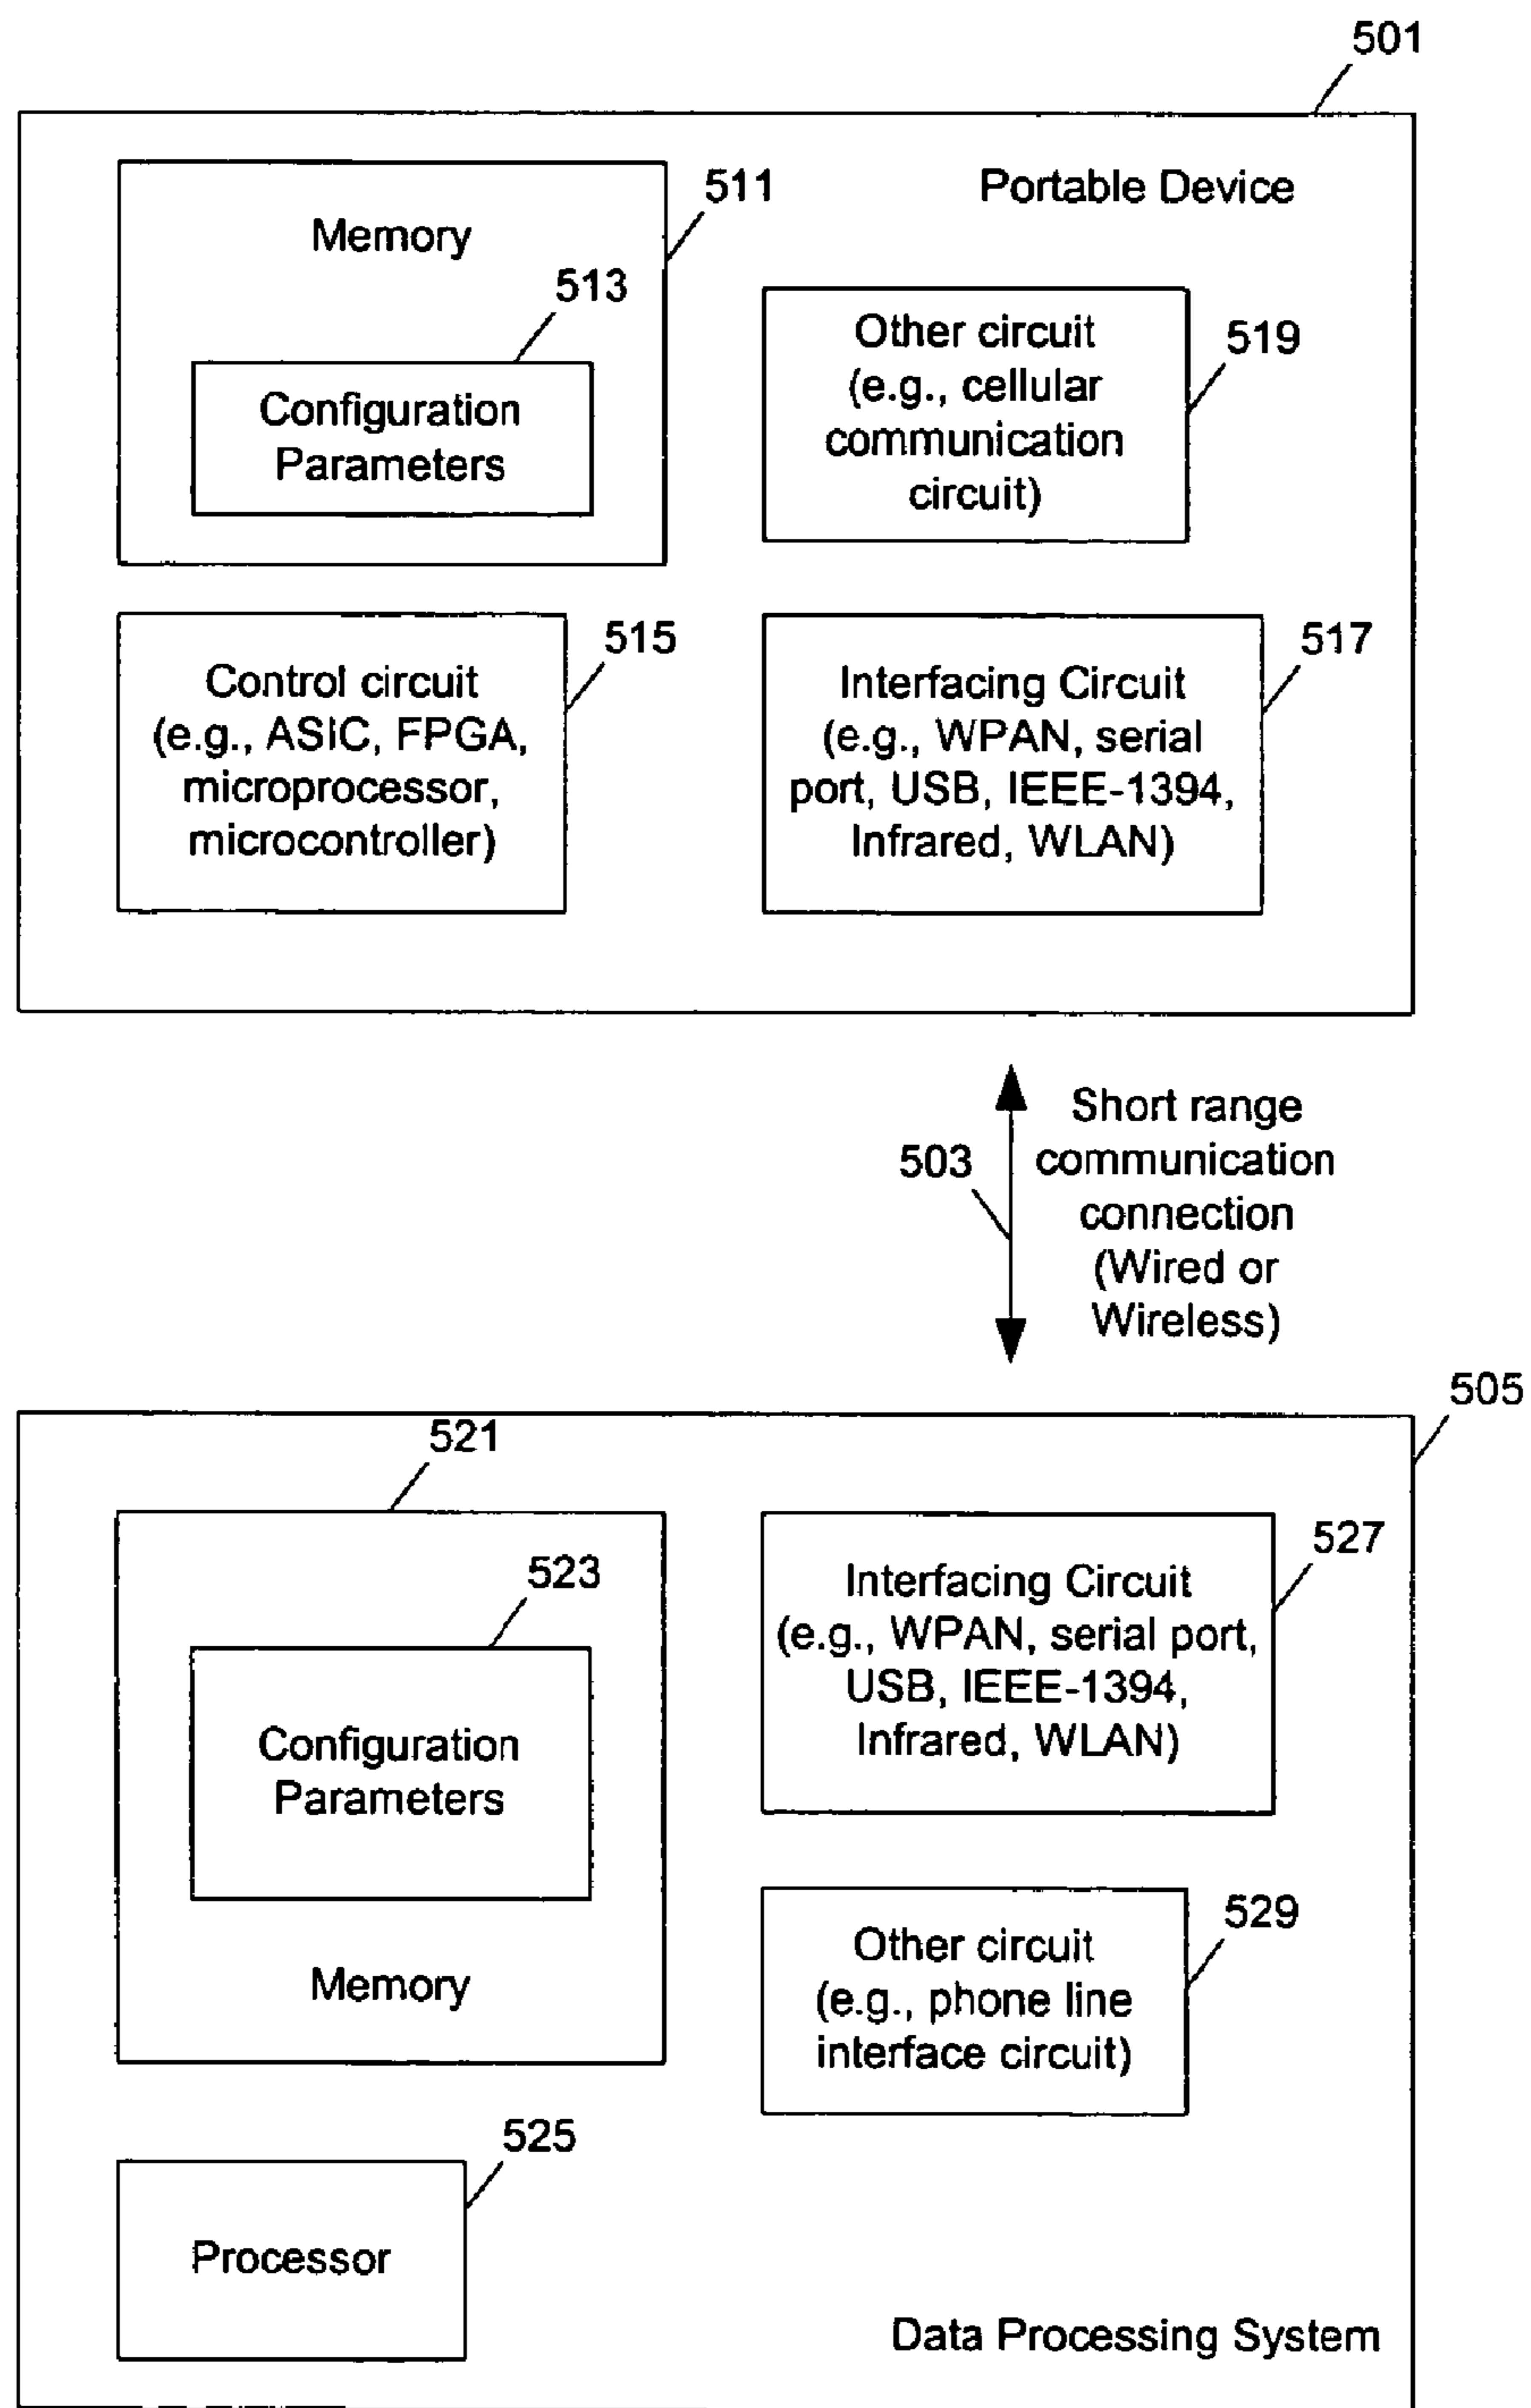 501
Portable Device
511
Memory
513
Configuration
Parameters
Other circuit
(e.g., cellular
communication
circuit)
519
515
Control circuit
(e.g., ASIC, FPGA,
microprocessor,
microcontroller)
517
Interfacing Circuit
(e.g., WPAN, serial
port, USB, IEEE-1394,
Infrared, WLAN)
503
Short range
communication
connection
(Wired or
Wireless)
505
521
523
Configuration
Parameters
Memory
527
Interfacing Circuit
(e.g., WPAN, serial port,
USB, IEEE-1394,
Infrared, WLAN)
529
Other circuit
(e.g., phone line
interface circuit)
525
Processor
Data Processing System